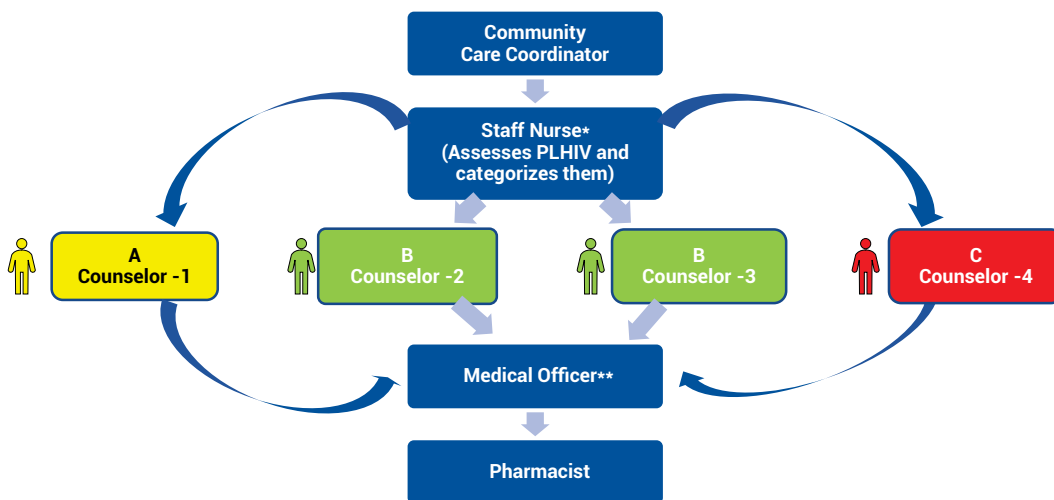 Community
Care Coordinator
Staff Nurse*
(Assesses PLHIV and
categorizes them)
A
Counselor -1
B
Counselor -2
B
Counselor -3
C
Counselor -4
Medical Officer**
Pharmacist